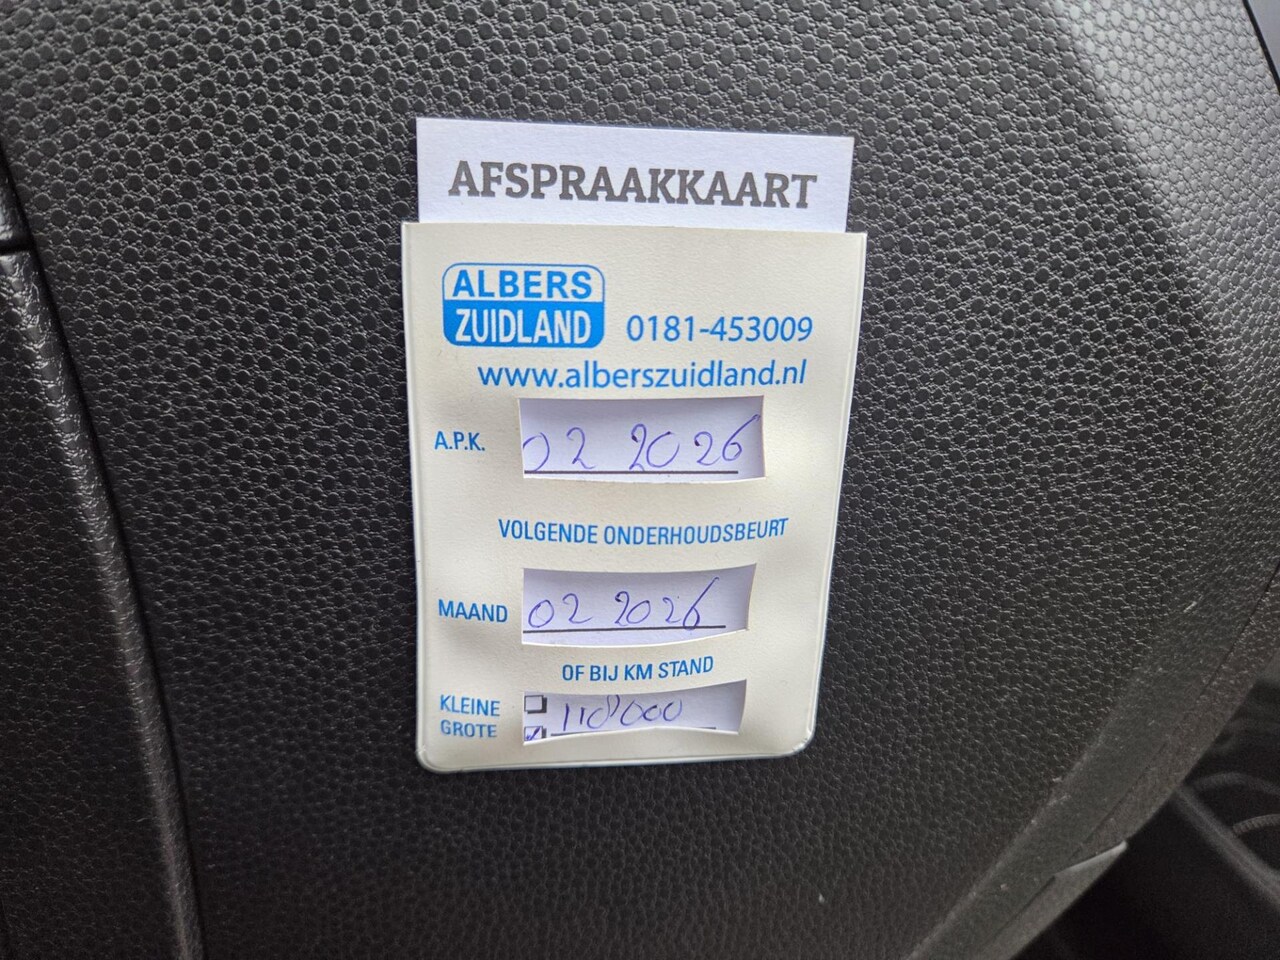 AFSPRAAKKAART
ALBERS
ZUIDLAND 0181-453009
www.alberszuidland.nl
A.P.K. 02 2026
VOLGENDE ONDERHOUDSBEURT
MAAND 02 2026
OF BIJ KM STAND
KLEINE 118000
GROTE